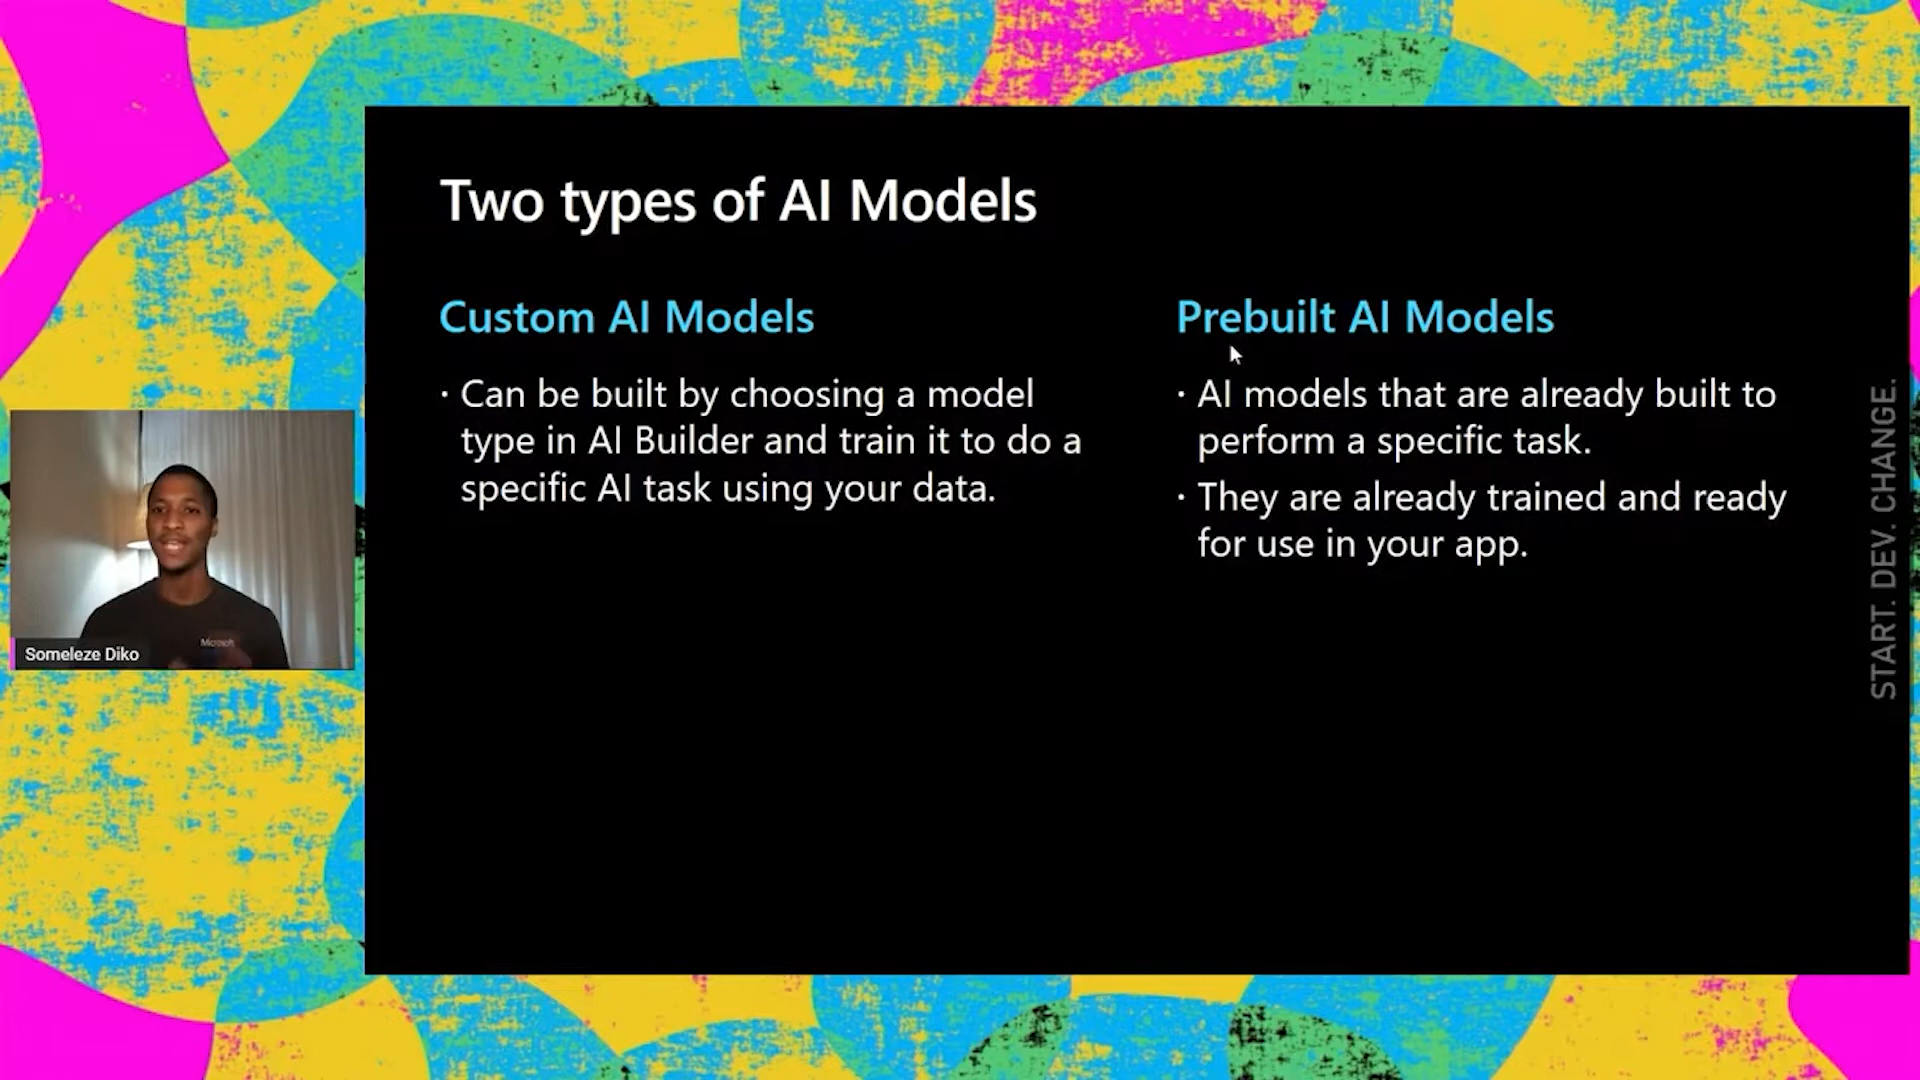 Two types of AI Models
Custom AI Models
· Can be built by choosing a model
type in AI Builder and train it to do a
specific AI task using your data.
Prebuilt AI Models
· AI models that are already built to
perform a specific task.
· They are already trained and ready
for use in your app.
START. DEV. CHANGE.
Microsoft
Someleze Diko